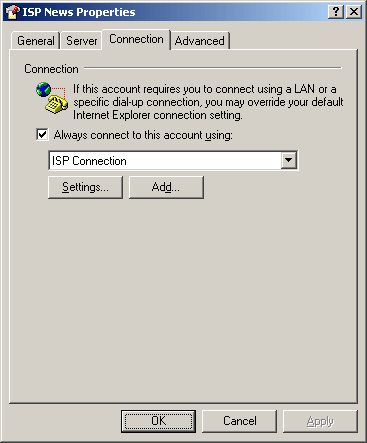 ISP News Properties
General Server Connection Advanced
Connection
If this account requires you to connect using a LAN or a
specific dial-up connection, you may override your default
Internet Explorer connection setting.
Always connect to this account using:
ISP Connection
Settings... Add...
OK Cancel Apply